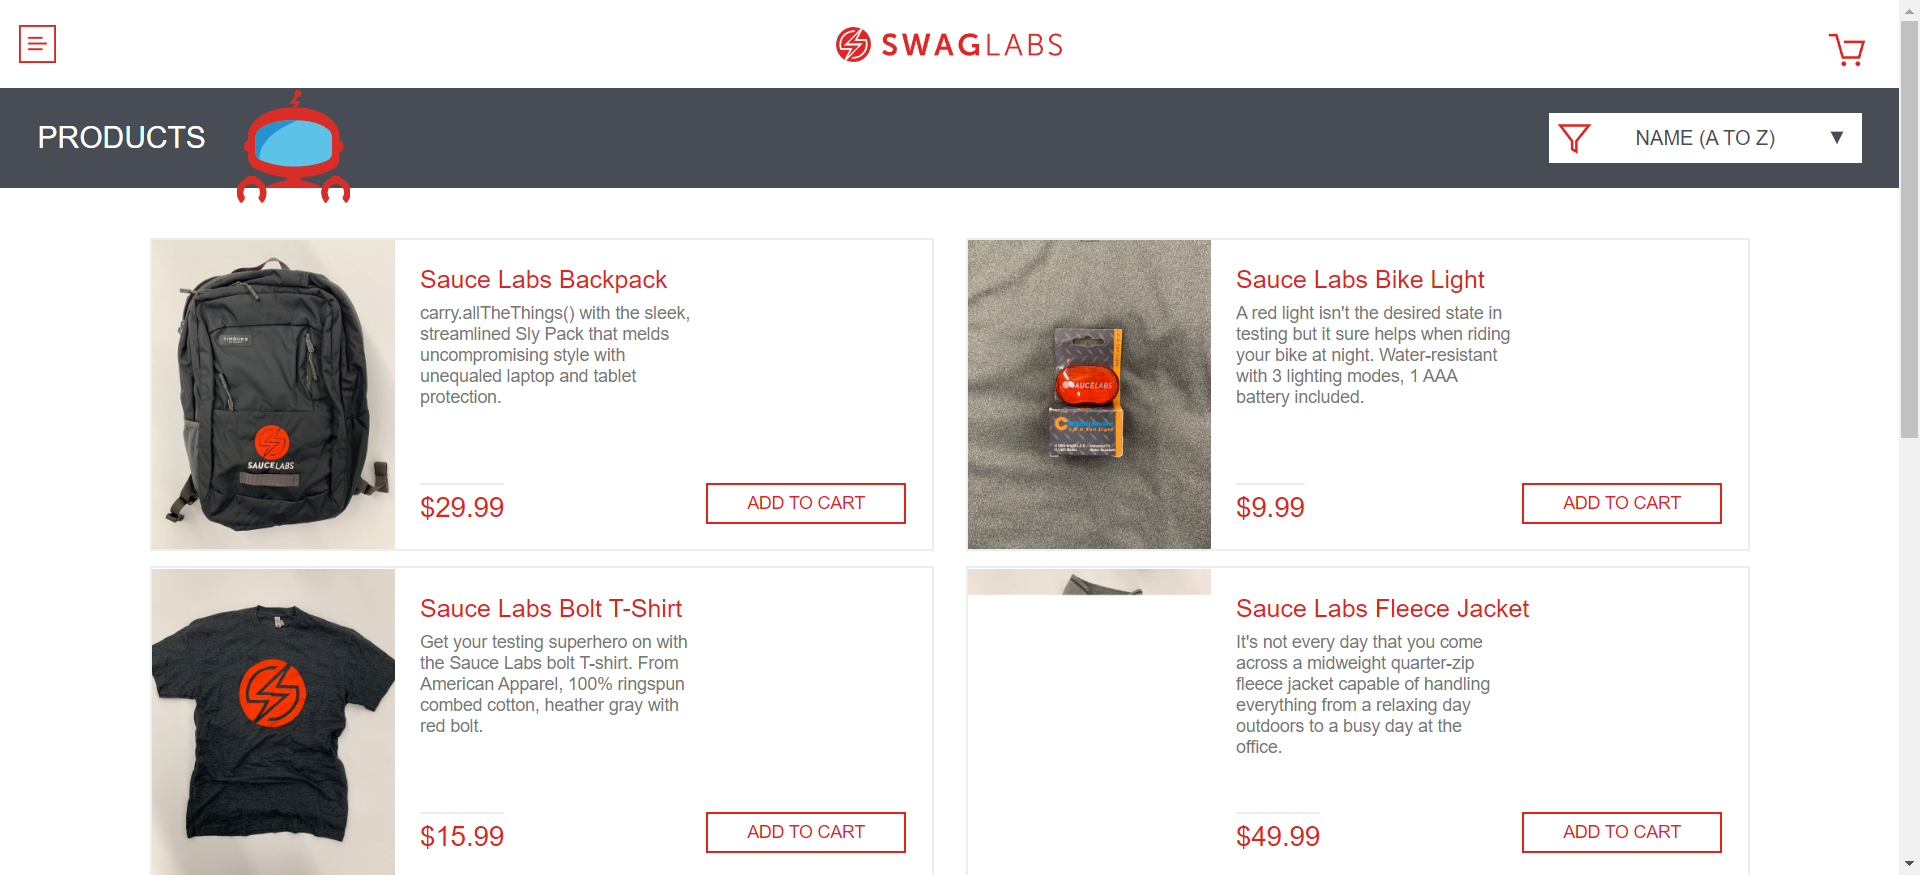 SWAGLABS
PRODUCTS
NAME (A TO Z)
Sauce Labs Backpack
carry.allTheThings() with the sleek,
streamlined Sly Pack that melds
uncompromising style with
unequaled laptop and tablet
protection.
$29.99
ADD TO CART
SAUCELABS
Sauce Labs Bike Light
A red light isn't the desired state in
testing but it sure helps when riding
your bike at night. Water-resistant
with 3 lighting modes, 1 AAA
battery included.
$9.99
ADD TO CART
SAUCELABS
Sauce Labs Bolt T-Shirt
Get your testing superhero on with
the Sauce Labs bolt T-shirt. From
American Apparel, 100% ringspun
combed cotton, heather gray with
red bolt.
$15.99
ADD TO CART
Sauce Labs Fleece Jacket
It's not every day that you come
across a midweight quarter-zip
fleece jacket capable of handling
everything from a relaxing day
outdoors to a busy day at the
office.
$49.99
ADD TO CART